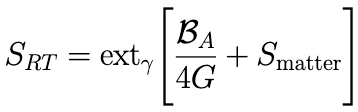 $S_{RT} = \text{ext}_{\gamma} \left[ \frac{\mathcal{B}_A}{4G} + S_{\text{matter}} \right]$